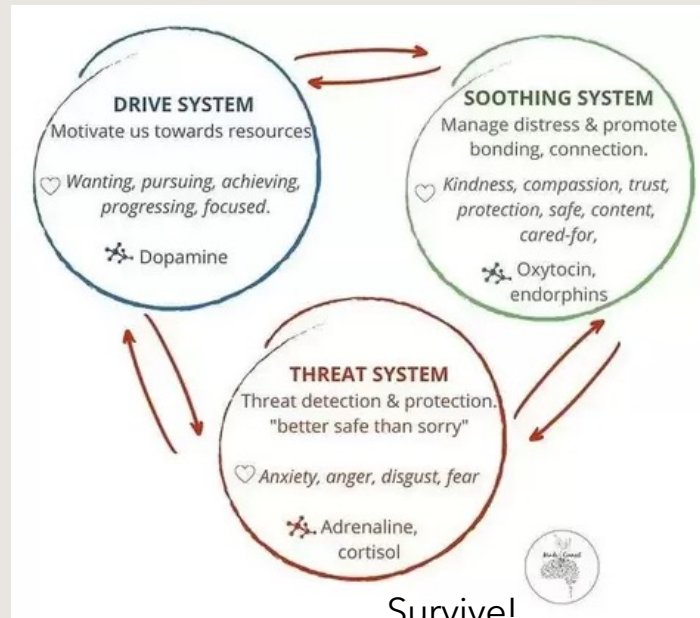 DRIVE SYSTEM
Motivate us towards resources
Wanting, pursuing, achieving,
progressing, focused.
Dopamine
SOOTHING SYSTEM
Manage distress & promote
bonding, connection.
Kindness, compassion, trust,
protection, safe, content,
cared-for,
Oxytocin,
endorphins
THREAT SYSTEM
Threat detection & protection.
"better safe than sorry"
Anxiety, anger, disgust, fear
Adrenaline,
cortisol
Survive!